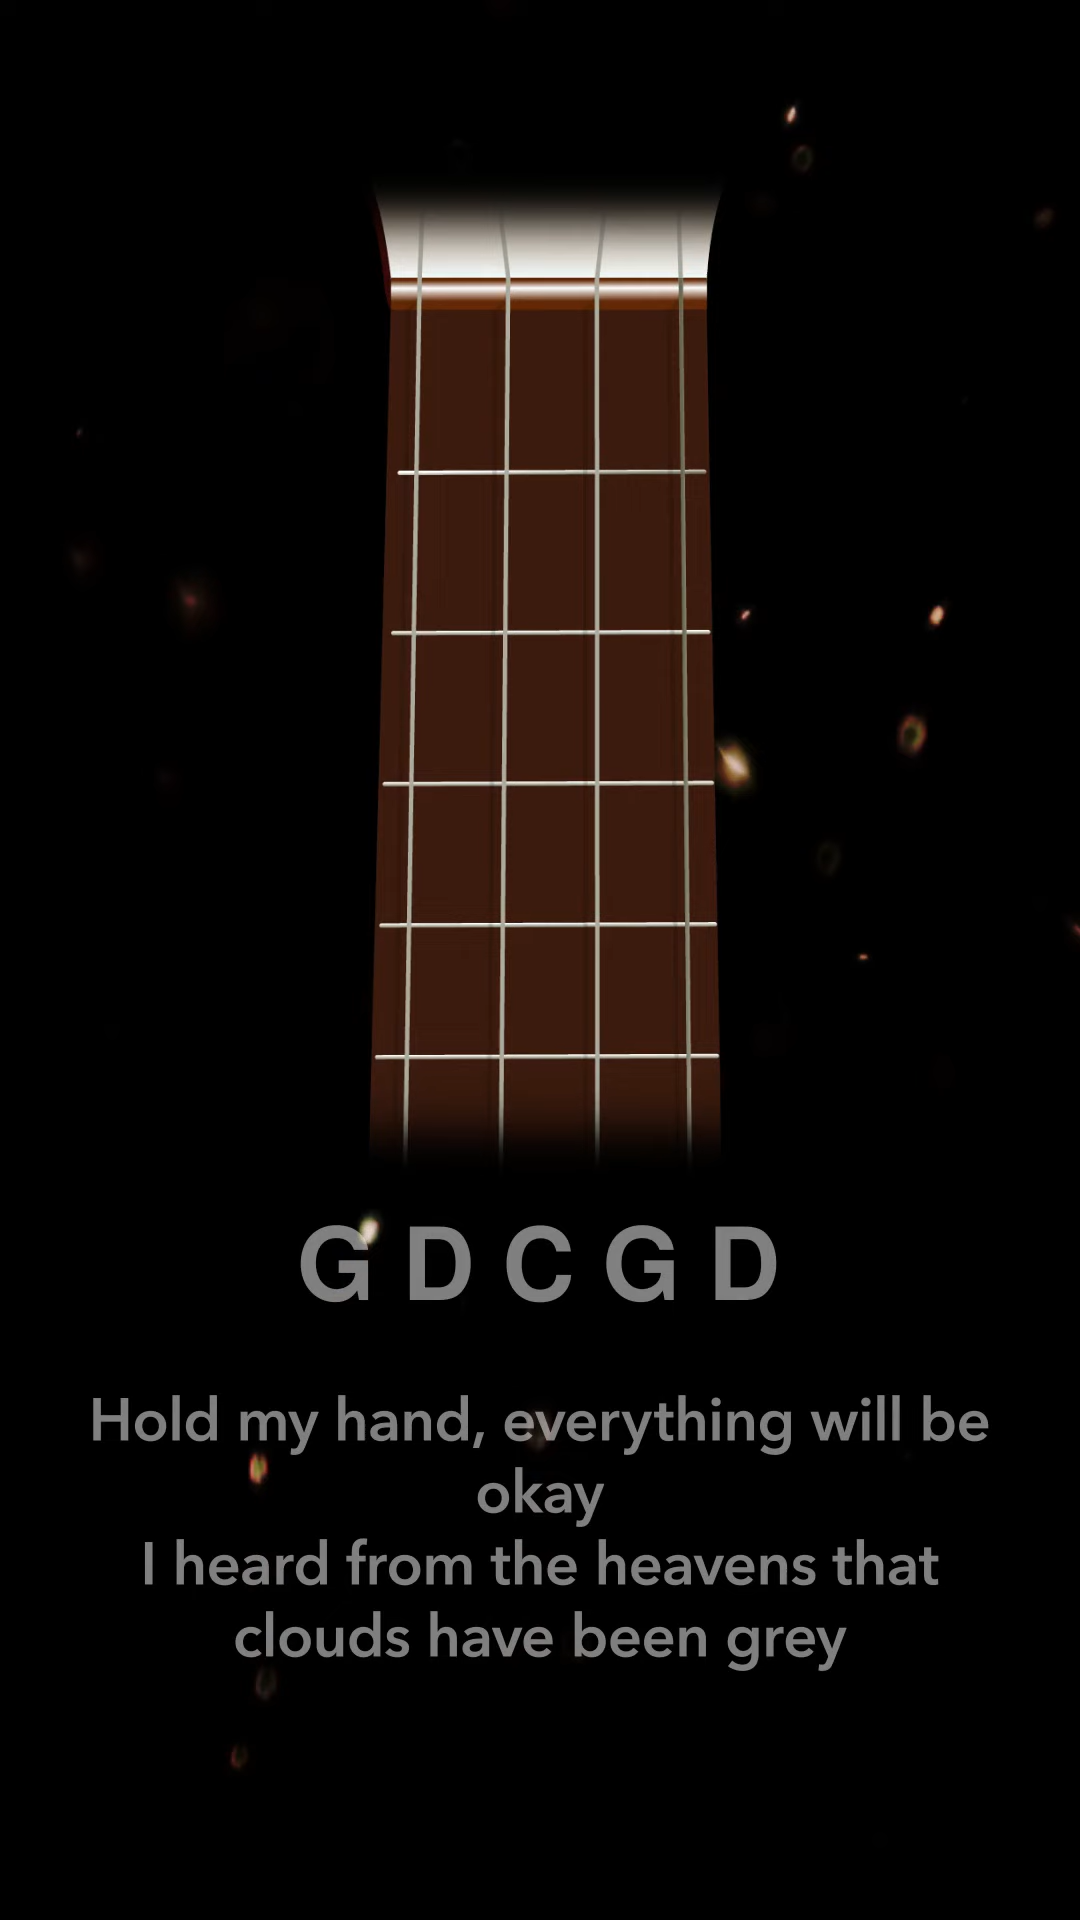 G D C G D
Hold my hand, everything will be
okay
I heard from the heavens that
clouds have been grey